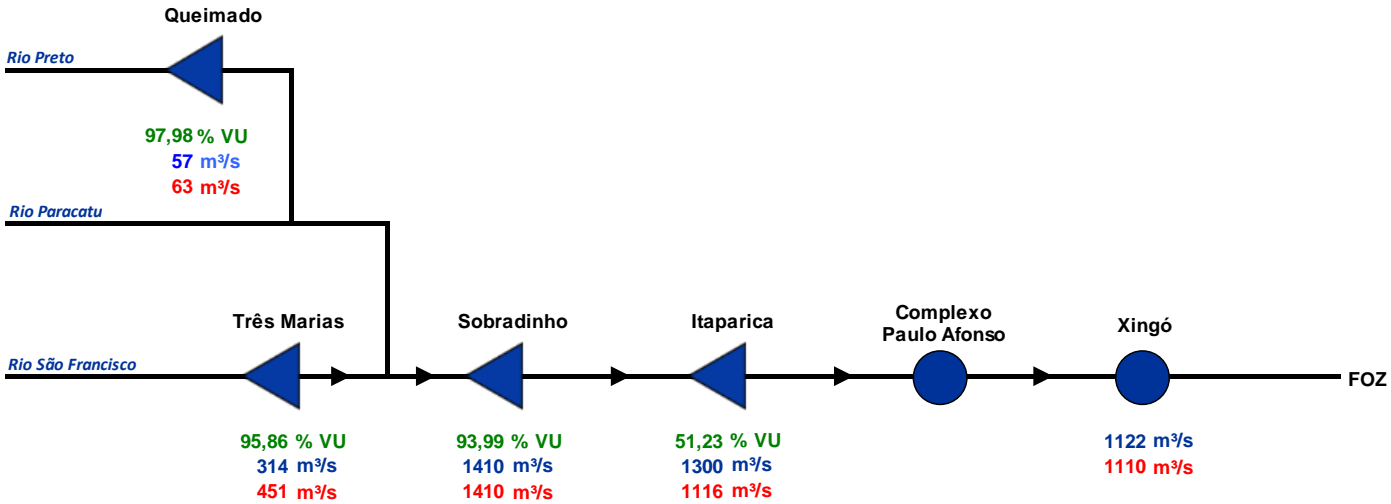 Queimado
Rio Preto
97,98 % VU
57 m³/s
63 m³/s
Rio Paracatu
Três Marias
Sobradinho
Itaparica
Complexo
Paulo Afonso
Xingó
Rio São Francisco
FOZ
95,86 % VU
314 m³/s
451 m³/s
93,99 % VU
1410 m³/s
1410 m³/s
51,23 % VU
1300 m³/s
1116 m³/s
1122 m³/s
1110 m³/s